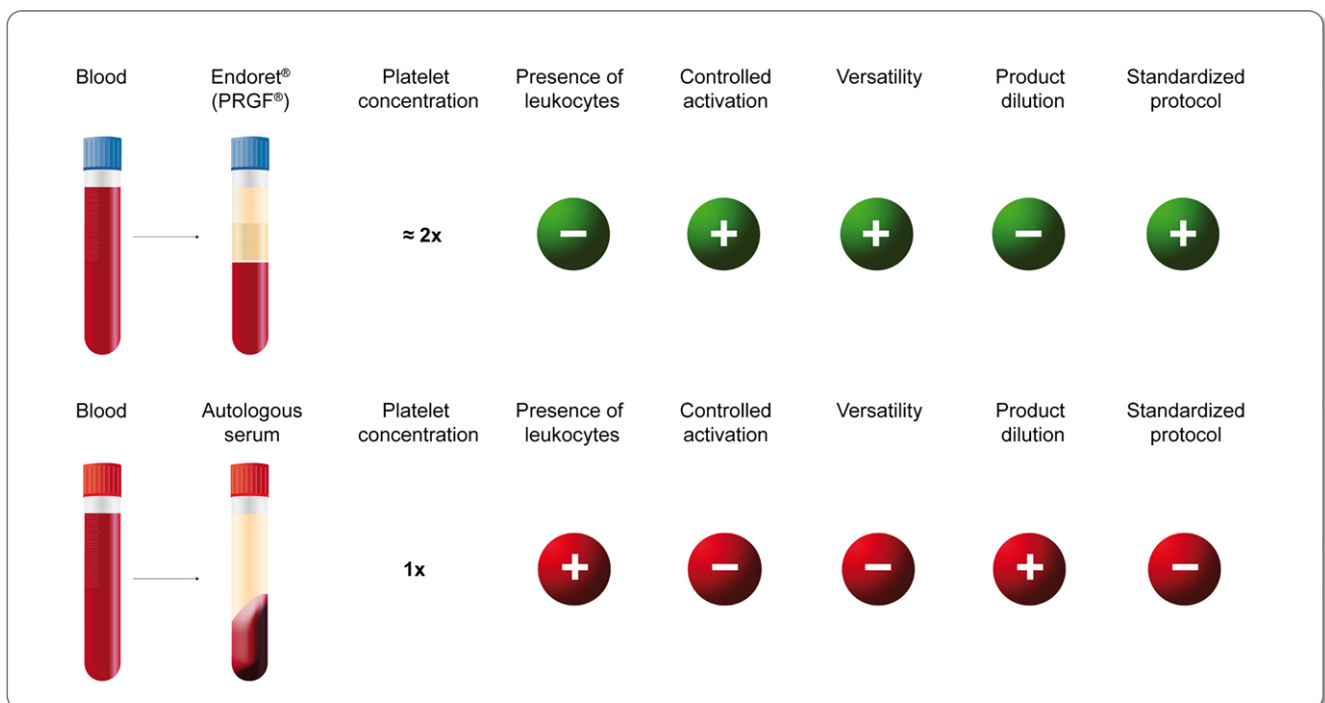 Blood
Endoret®
(PRGF®)
Platelet
concentration
Presence of
leukocytes
Controlled
activation
Versatility
Product
dilution
Standardized
protocol
≈ 2x
−
+
+
−
+
Blood
Autologous
serum
Platelet
concentration
Presence of
leukocytes
Controlled
activation
Versatility
Product
dilution
Standardized
protocol
1x
+
−
−
+
−